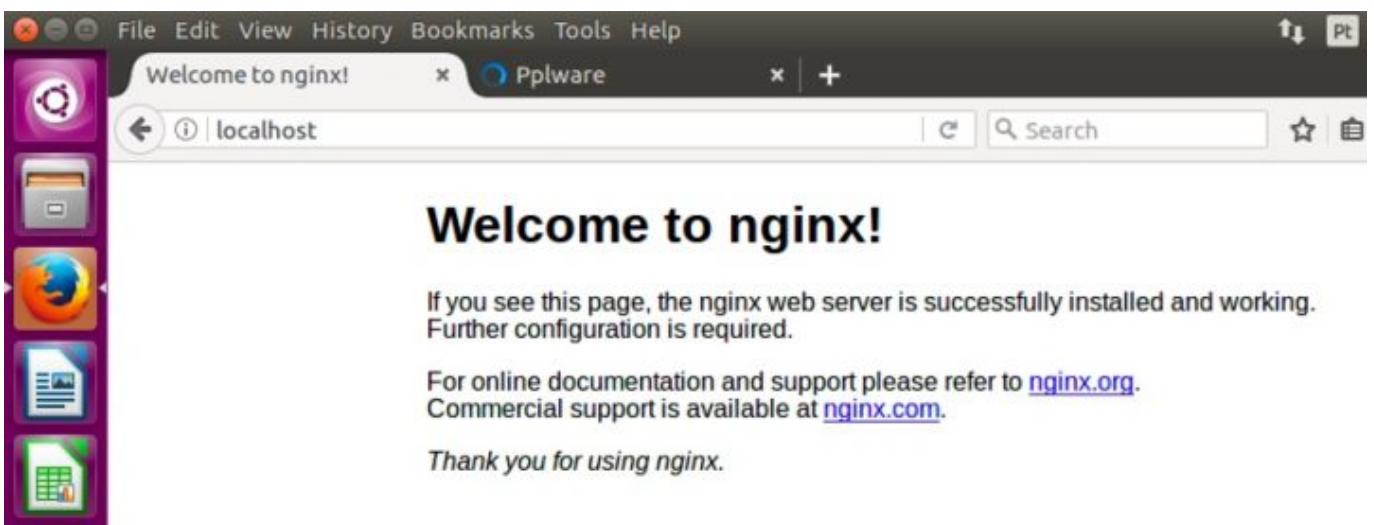 File Edit View History Bookmarks Tools Help
Pt
Welcome to nginx!
Pplware
localhost
Search
Welcome to nginx!
If you see this page, the nginx web server is successfully installed and working.
Further configuration is required.
For online documentation and support please refer to nginx.org.
Commercial support is available at nginx.com.
Thank you for using nginx.